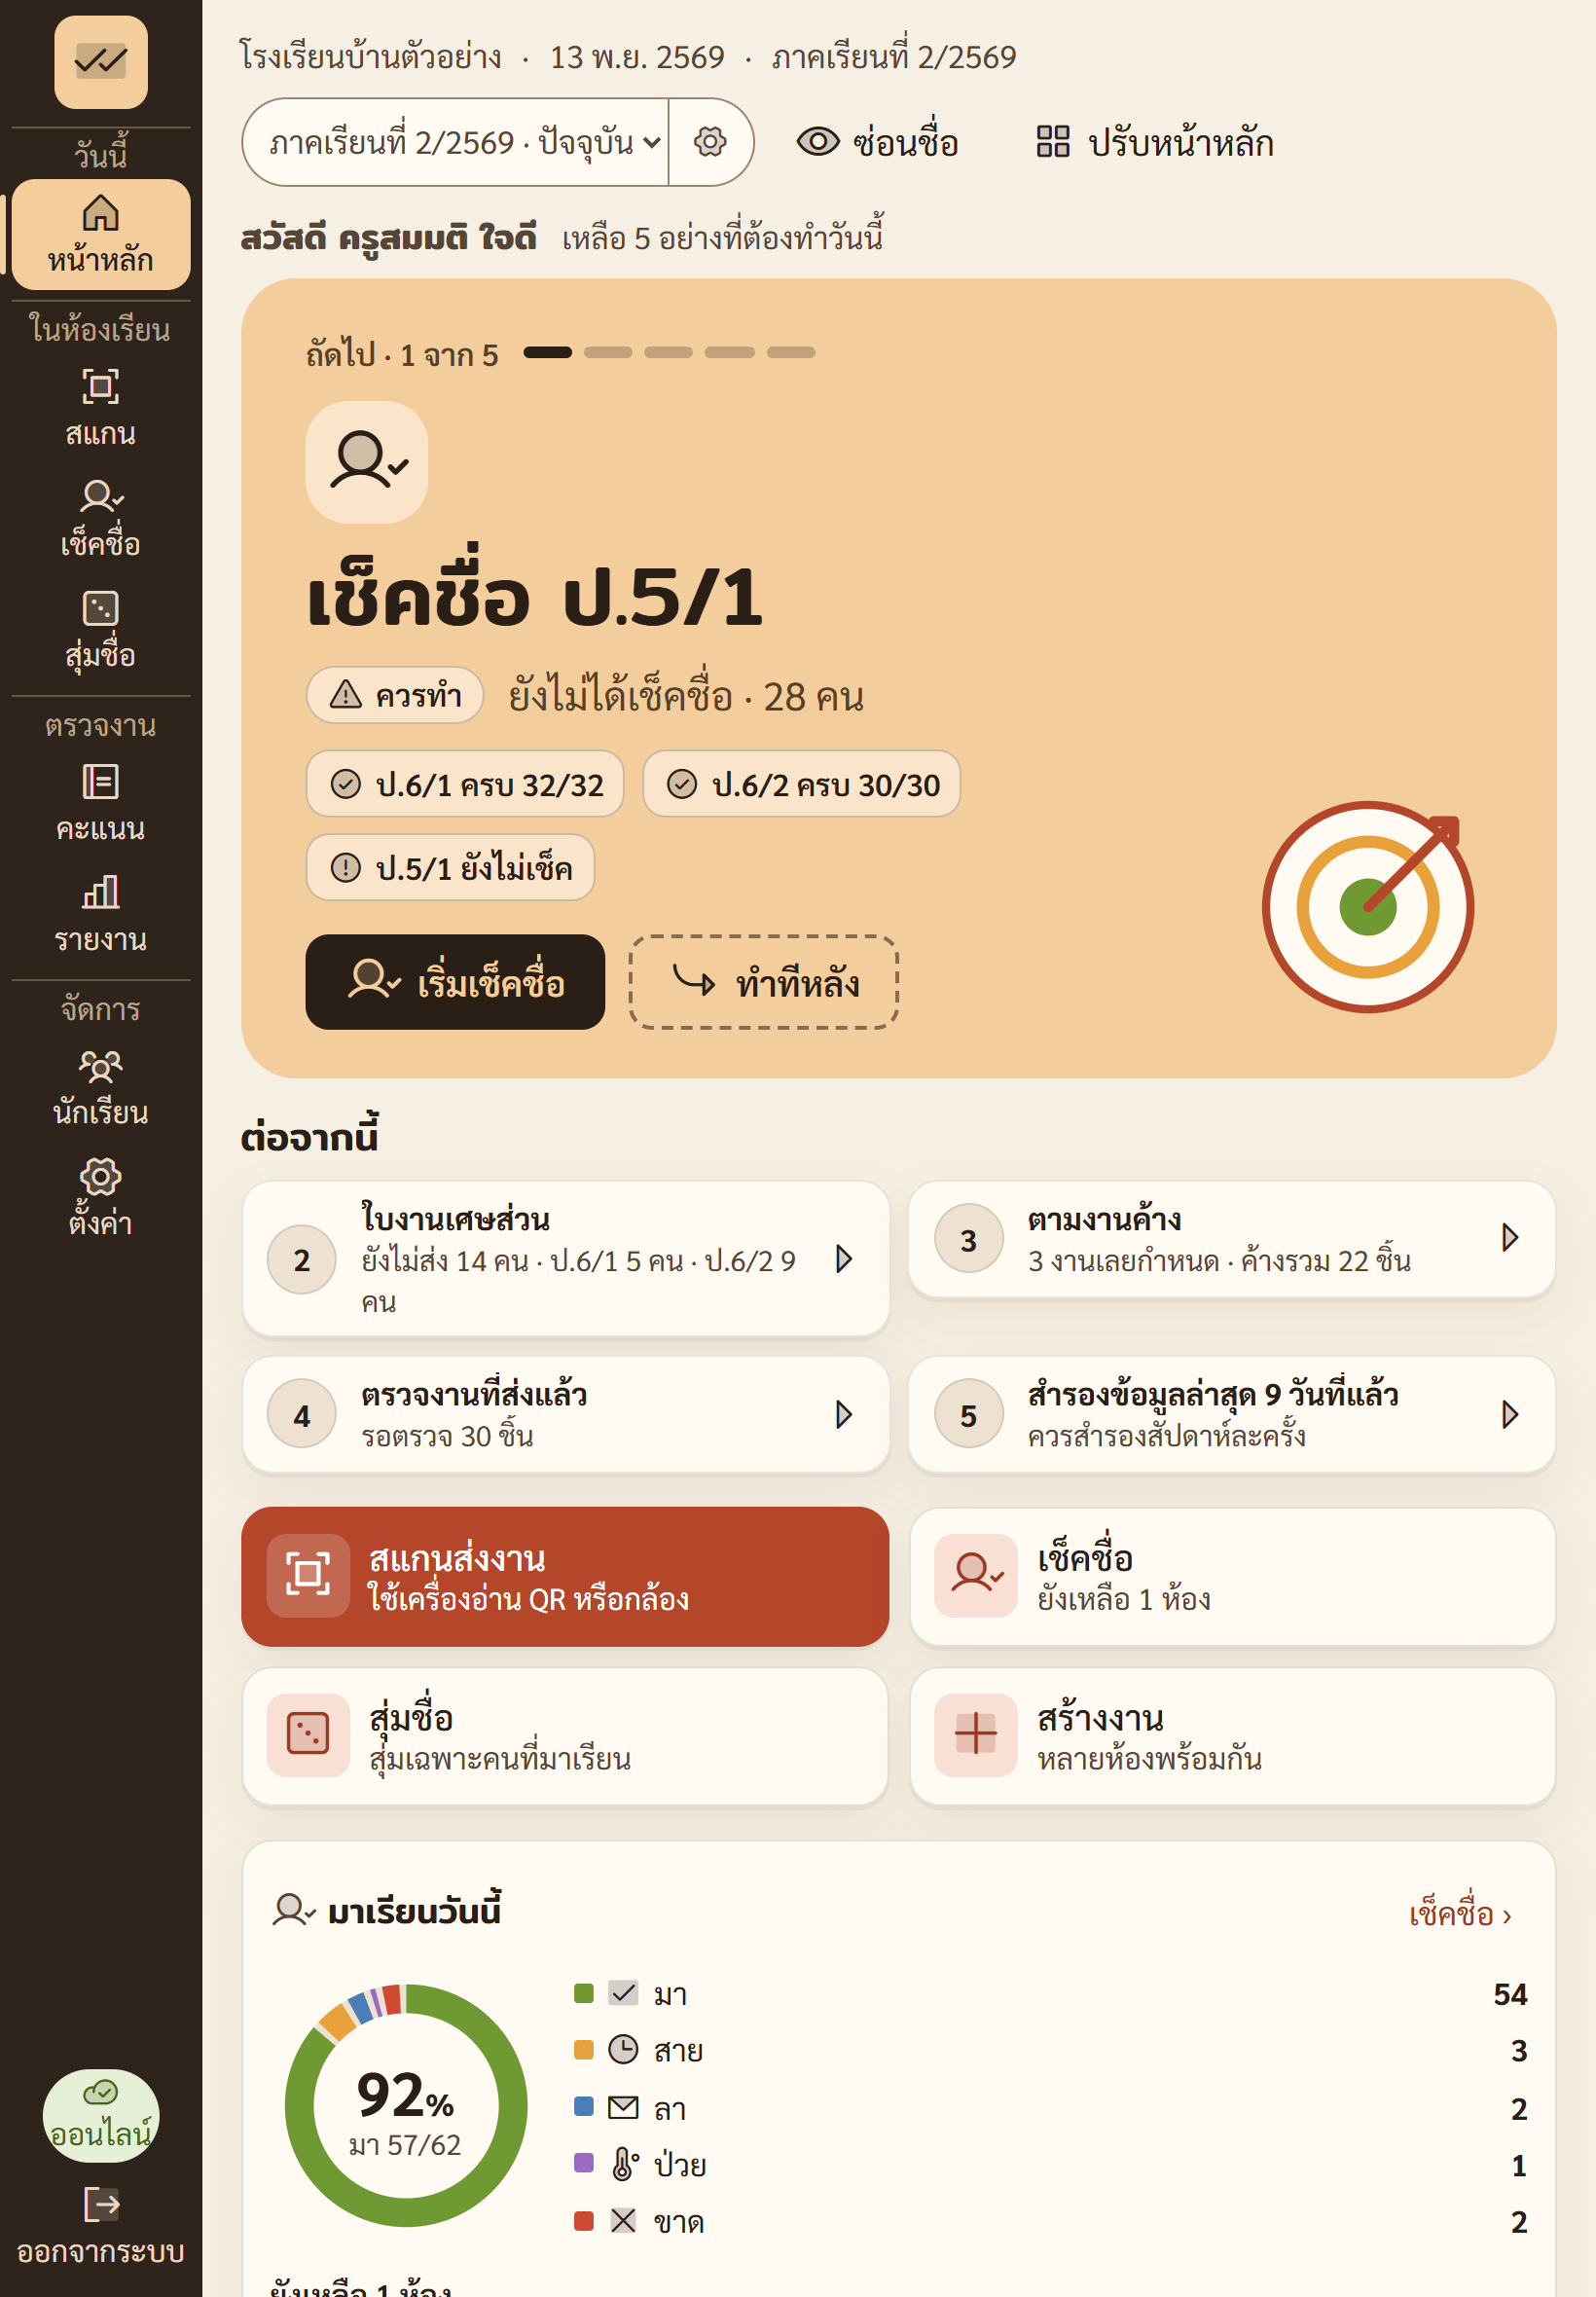 วันนี้
หน้าหลัก
ในห้องเรียน
สแกน
เช็คชื่อ
สุ่มชื่อ
ตรวจงาน
คะแนน
รายงาน
จัดการ
นักเรียน
ตั้งค่า
ออนไลน์
ออกจากระบบ
โรงเรียนบ้านตัวอย่าง · 13 พ.ย. 2569 · ภาคเรียนที่ 2/2569
ภาคเรียนที่ 2/2569 · ปัจจุบัน
ซ่อนชื่อ
ปรับหน้าหลัก
สวัสดี ครูสมมติ ใจดี เหลือ 5 อย่างที่ต้องทำวันนี้
ถัดไป · 1 จาก 5
เช็คชื่อ ป.5/1
ควรทำ ยังไม่ได้เช็คชื่อ · 28 คน
ป.6/1 ครบ 32/32
ป.6/2 ครบ 30/30
ป.5/1 ยังไม่เช็ค
เริ่มเช็คชื่อ
ทำทีหลัง
ต่อจากนี้
2
ใบงานเศษส่วน
ยังไม่ส่ง 14 คน · ป.6/1 5 คน · ป.6/2 9
คน
3
ตามงานค้าง
3 งานเลยกำหนด · ค้างรวม 22 ชิ้น
4
ตรวจงานที่ส่งแล้ว
รอตรวจ 30 ชิ้น
5
สำรองข้อมูลล่าสุด 9 วันที่แล้ว
ควรสำรองสัปดาห์ละครั้ง
สแกนส่งงาน
ใช้เครื่องอ่าน QR หรือกล้อง
เช็คชื่อ
ยังเหลือ 1 ห้อง
สุ่มชื่อ
สุ่มเฉพาะคนที่มาเรียน
สร้างงาน
หลายห้องพร้อมกัน
มาเรียนวันนี้
เช็คชื่อ ›
92%
มา 57/62
มา 54
สาย 3
ลา 2
ป่วย 1
ขาด 2
ยังเหลือ 1 ห้อง